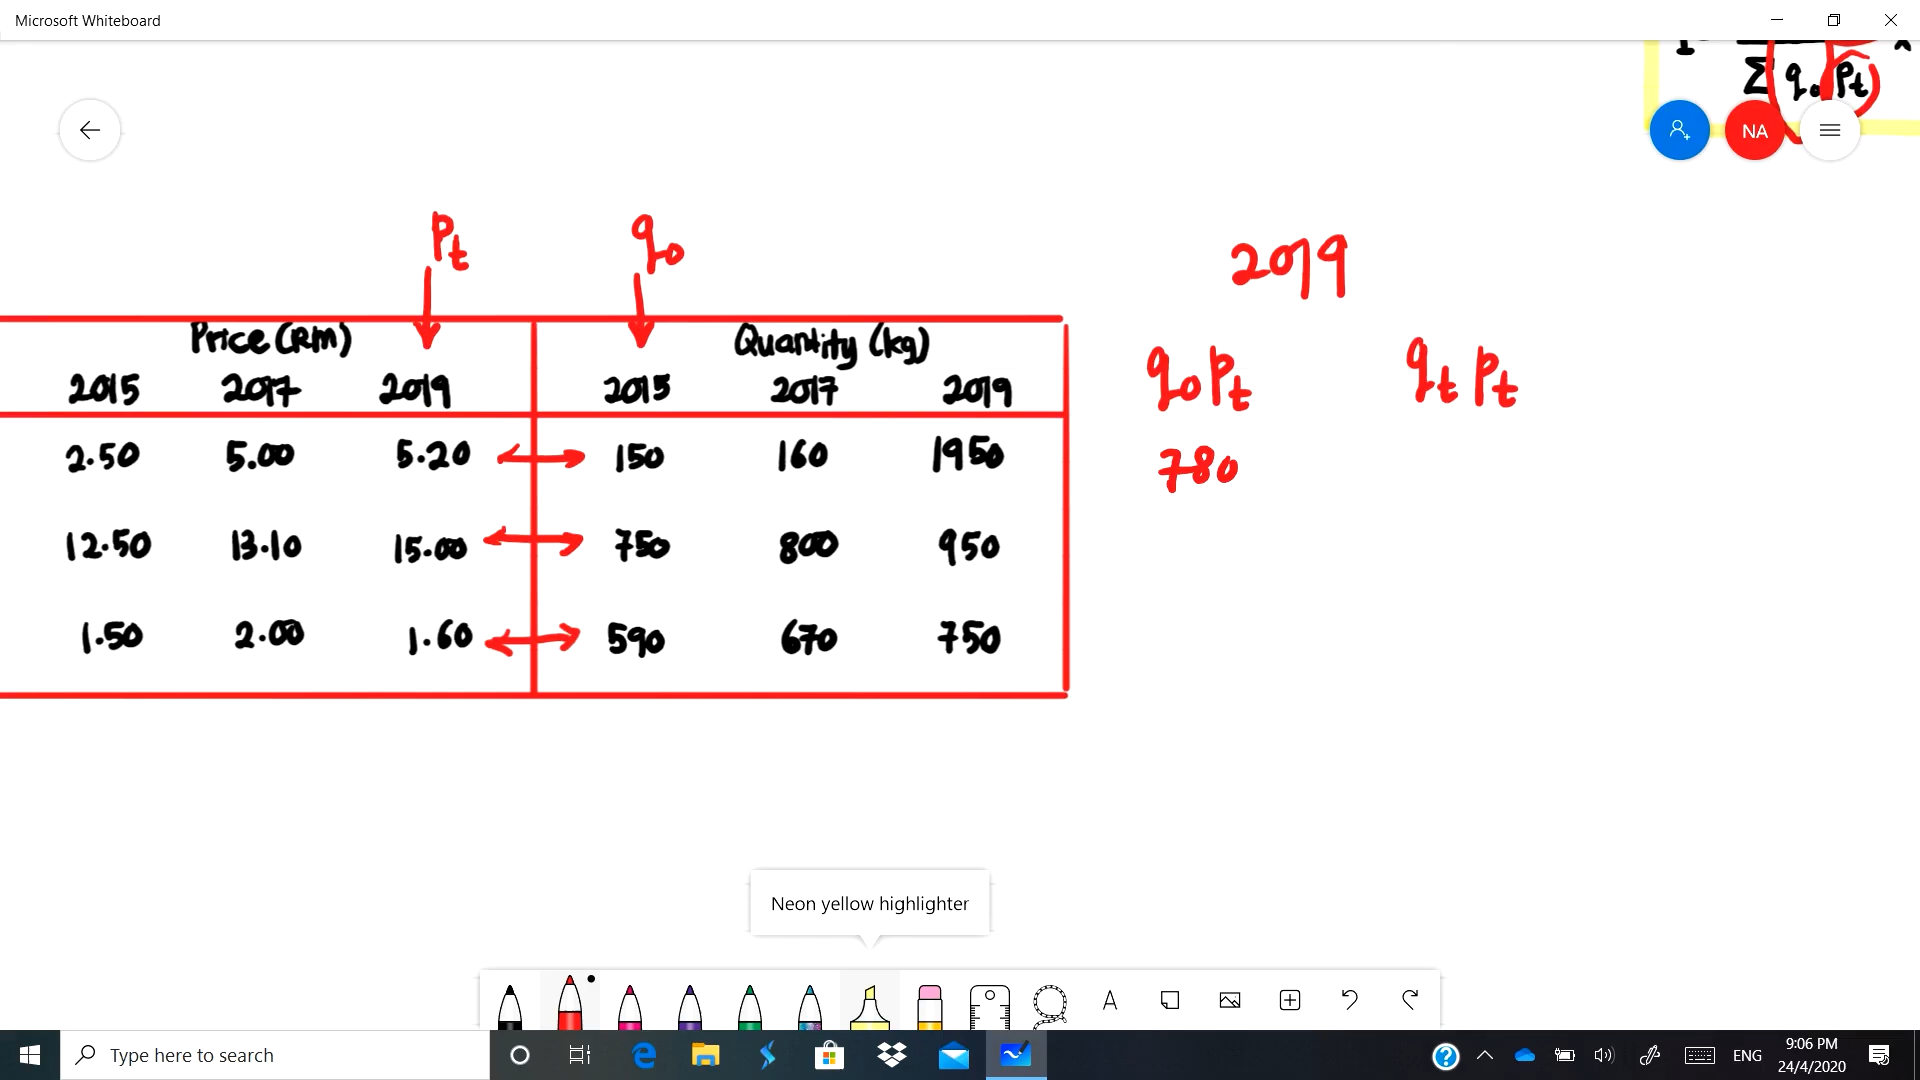 Microsoft Whiteboard
Σ q₀ Pt
NA
Pt
q₀
2019
Price (RM)
Quantity (kg)
q₀ Pt
qt Pt
2015 2017 2019 2015 2017 2019
2.50 5.00 5.20 150 160 1950
780
12.50 13.10 15.00 750 800 950
1.50 2.00 1.60 590 670 750
Neon yellow highlighter
Type here to search
ENG
9:06 PM
24/4/2020